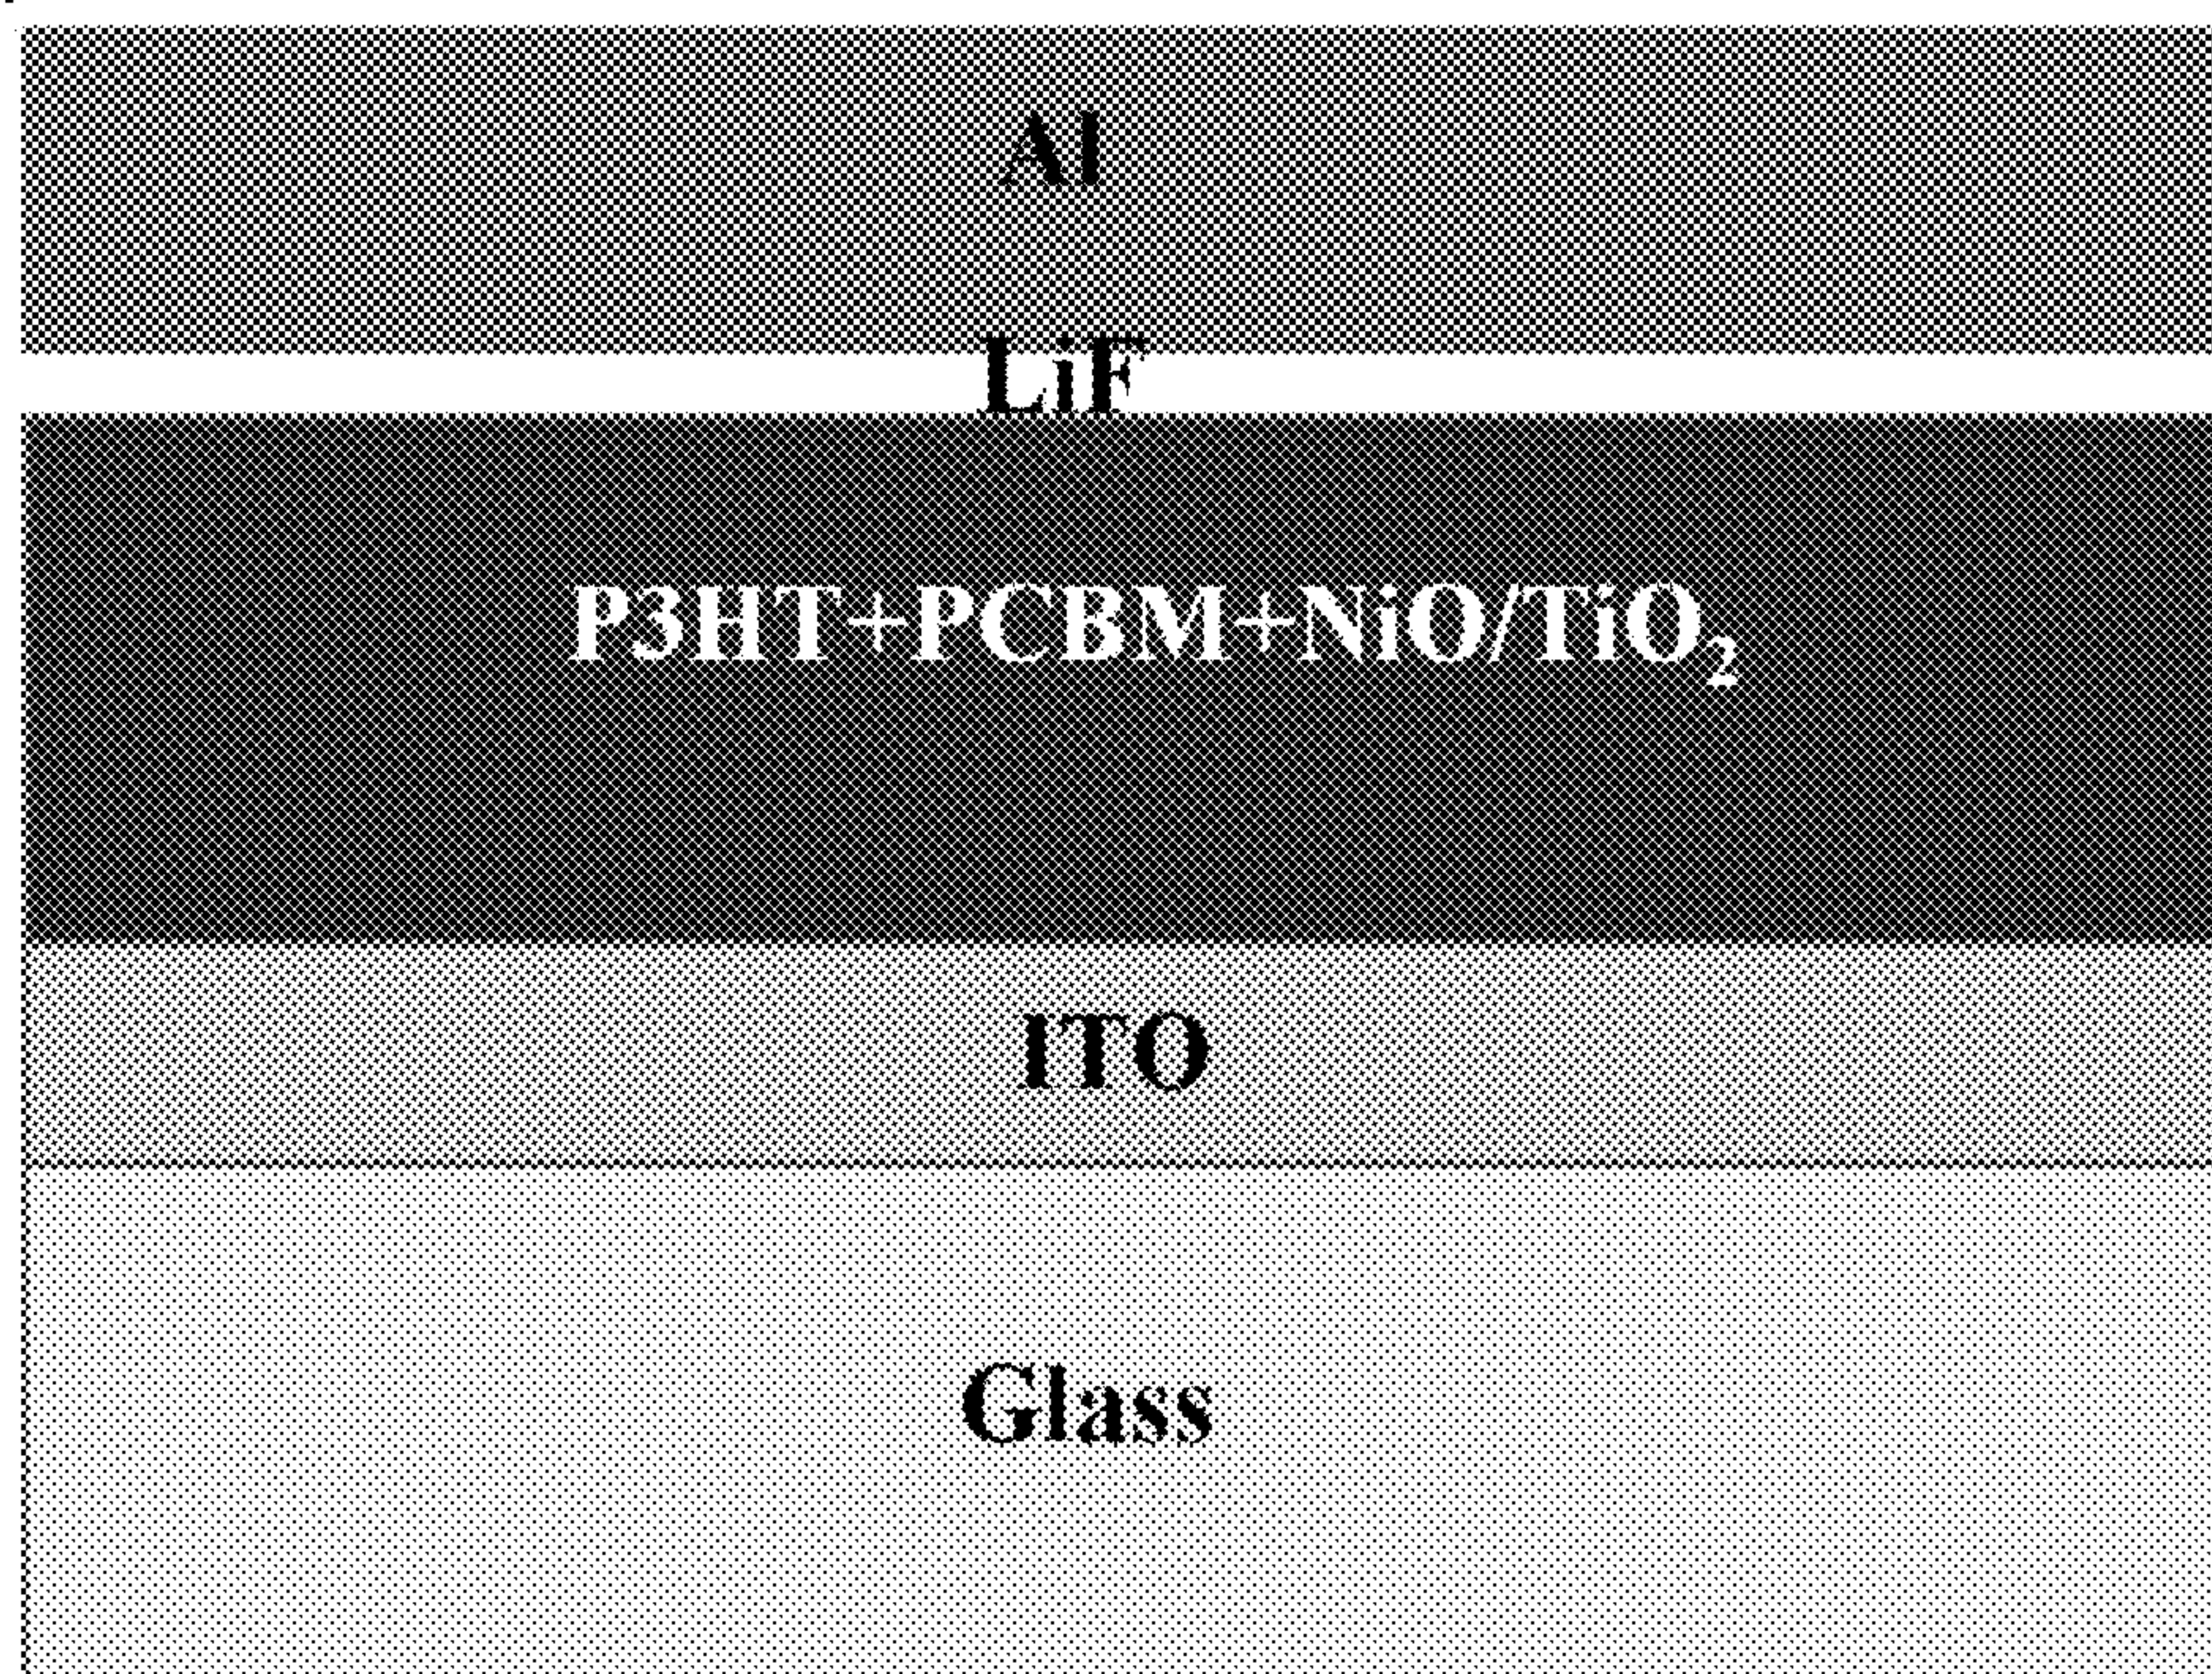 Al
LiF
P3HT+PCBM+NiO/TiO₂
ITO
Glass